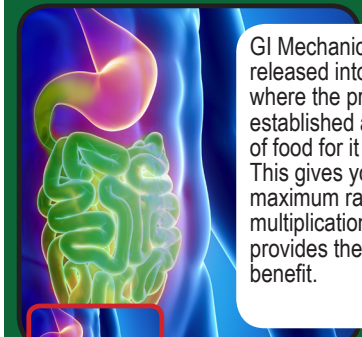 GI Mechanic
released into
where the pr
established a
of food for it
This gives yo
maximum ra
multiplication
provides the
benefit.